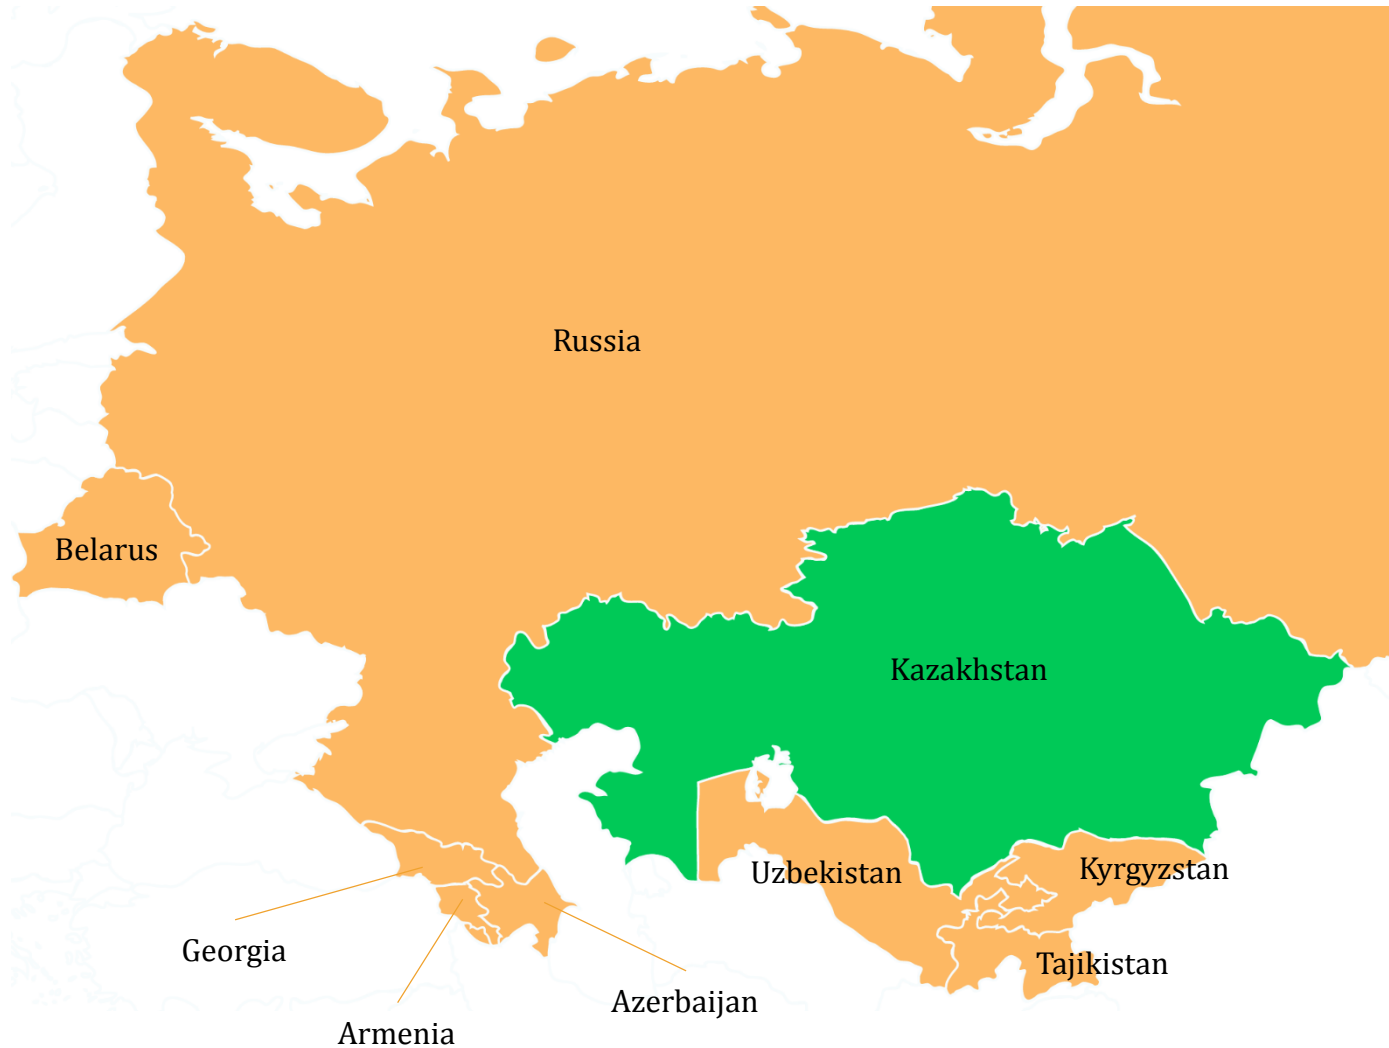 Russia
Belarus
Kazakhstan
Uzbekistan
Kyrgyzstan
Georgia
Tajikistan
Azerbaijan
Armenia